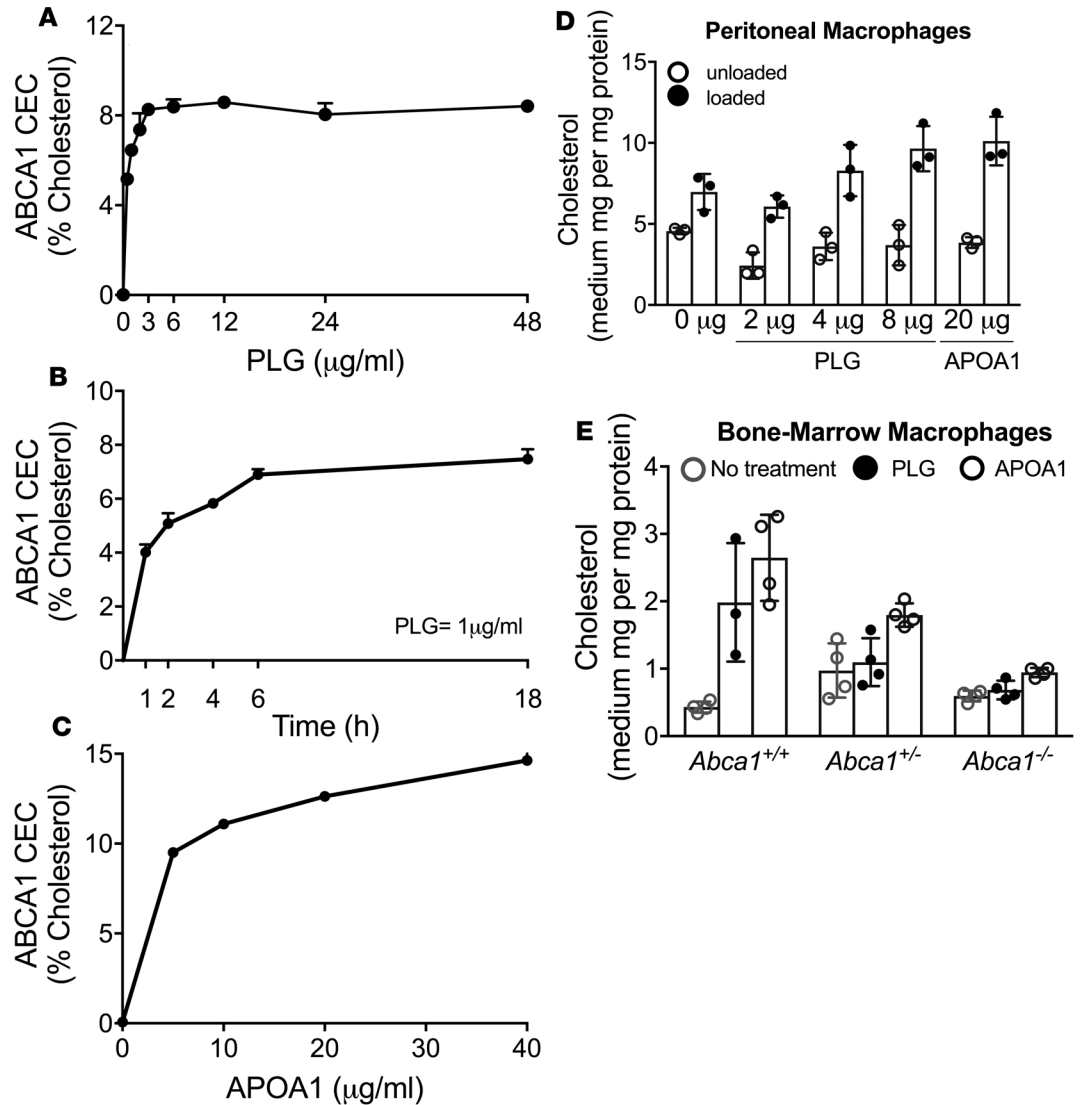 A
ABCA1 CEC
(% Cholesterol)
12
8
4
0
0 3 6 12 24 48
PLG (μg/ml)
B
ABCA1 CEC
(% Cholesterol)
10
8
6
4
2
0
PLG= 1μg/ml
1 2 4 6 18
Time (h)
C
ABCA1 CEC
(% Cholesterol)
15
10
5
0
0 10 20 30 40
APOA1 (μg/ml)
D
Peritoneal Macrophages
unloaded
loaded
Cholesterol
(medium mg per mg protein)
15
10
5
0
0 μg 2 μg 4 μg 8 μg 20 μg
PLG APOA1
E
Bone-Marrow Macrophages
No treatment PLG APOA1
Cholesterol
(medium mg per mg protein)
4
3
2
1
0
Abca1+/+ Abca1+/- Abca1-/-